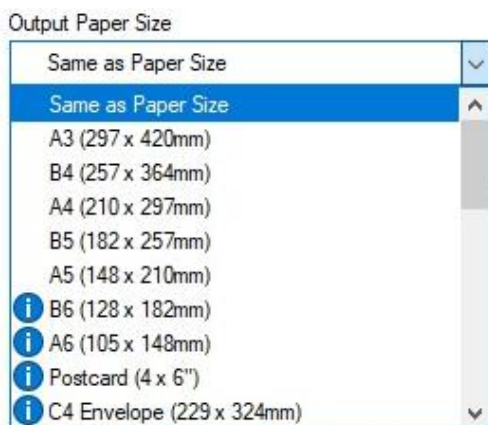 Output Paper Size
Same as Paper Size
Same as Paper Size
A3 (297 x 420mm)
B4 (257 x 364mm)
A4 (210 x 297mm)
B5 (182 x 257mm)
A5 (148 x 210mm)
B6 (128 x 182mm)
A6 (105 x 148mm)
Postcard (4 x 6")
C4 Envelope (229 x 324mm)